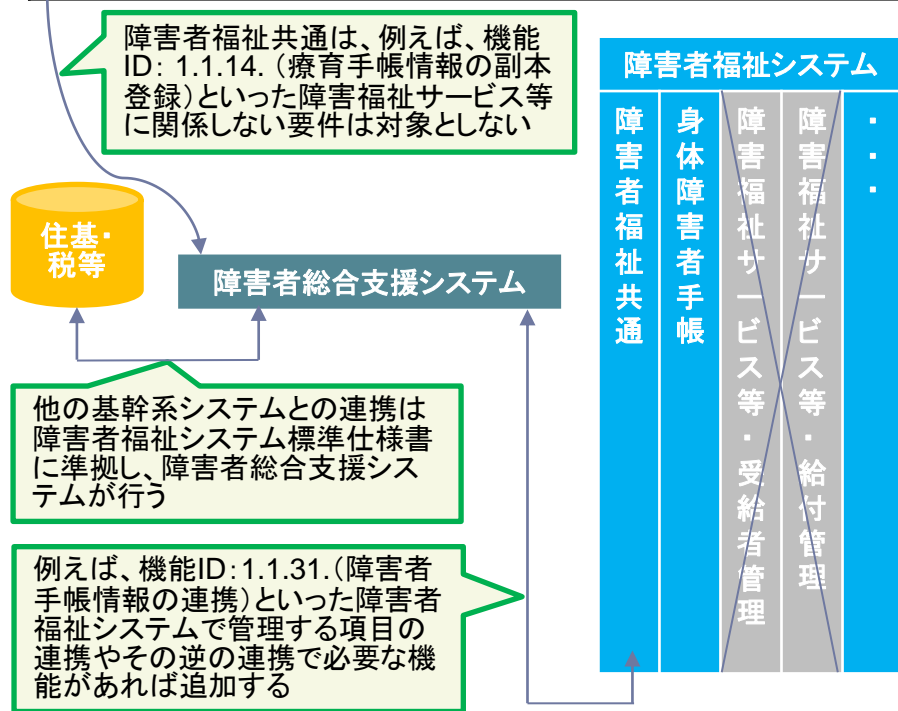 障害者福祉共通は、例えば、機能
ID：1.1.14.（療育手帳情報の副本
登録）といった障害福祉サービス等
に関係しない要件は対象としない
障害者福祉システム
障害者福祉共通
身体障害者手帳
障害福祉サービス等・受給者管理
障害福祉サービス等・給付管理
・・・
住基・
税等
障害者総合支援システム
他の基幹系システムとの連携は
障害者福祉システム標準仕様書
に準拠し、障害者総合支援シス
テムが行う
例えば、機能ID：1.1.31.（障害者
手帳情報の連携）といった障害者
福祉システムで管理する項目の
連携やその逆の連携で必要な機
能があれば追加する